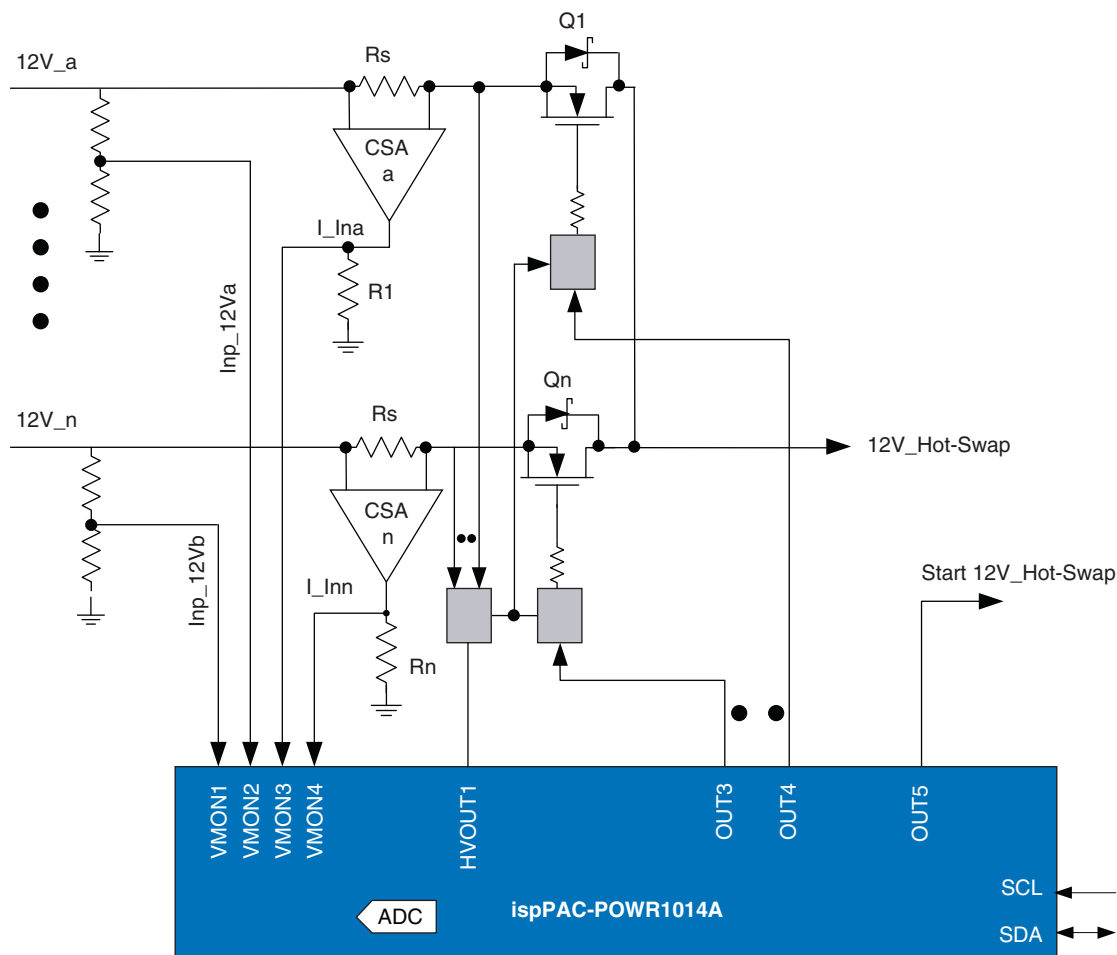 Q1
12V_a
Rs
CSA
a
I_Ina
R1
Inp_12Va
12V_n
Rs
Qn
12V_Hot-Swap
CSA
n
Inp_12Vb
I_Inn
Rn
Start 12V_Hot-Swap
VMON1
VMON2
VMON3
VMON4
HVOUT1
OUT3
OUT4
OUT5
SCL
ADC
ispPAC-POWR1014A
SDA